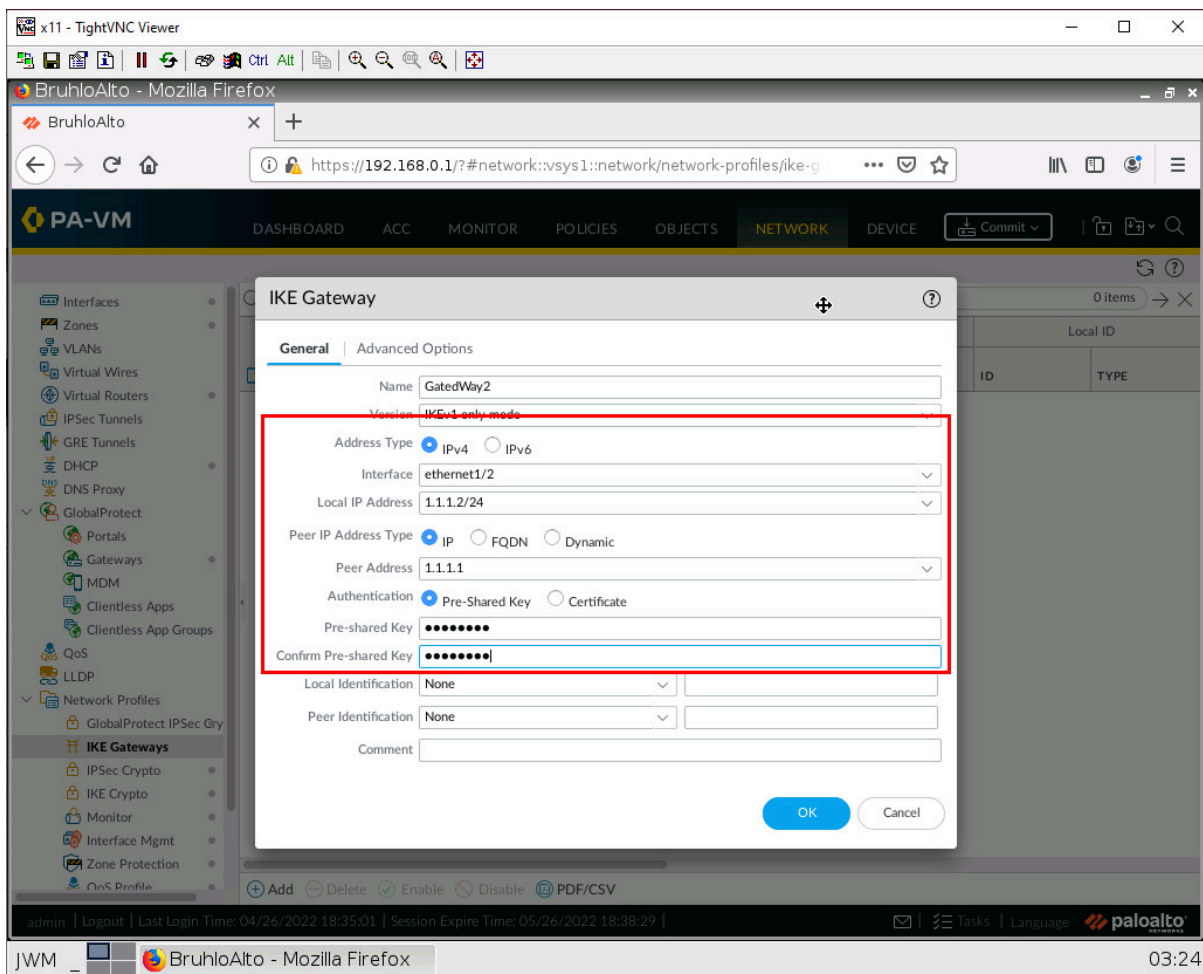 x11 - TightVNC Viewer
Ctrl Alt
BruhloAlto - Mozilla Firefox
BruhloAlto
https://192.168.0.1/?#network::vsys1::network/network-profiles/ike-g
PA-VM
DASHBOARD ACC MONITOR POLICIES OBJECTS NETWORK DEVICE Commit
Interfaces
Zones
VLANs
Virtual Wires
Virtual Routers
IPSec Tunnels
GRE Tunnels
DHCP
DNS Proxy
GlobalProtect
Portals
Gateways
MDM
Clientless Apps
Clientless App Groups
QoS
LLDP
Network Profiles
GlobalProtect IPSec Cry
IKE Gateways
IPSec Crypto
IKE Crypto
Monitor
Interface Mgmt
Zone Protection
QoS Profile
0 items
Local ID
ID TYPE
IKE Gateway
General Advanced Options
Name GatedWay2
Version IKEv1 only mode
Address Type IPv4 IPv6
Interface ethernet1/2
Local IP Address 1.1.1.2/24
Peer IP Address Type IP FQDN Dynamic
Peer Address 1.1.1.1
Authentication Pre-Shared Key Certificate
Pre-shared Key ••••••••
Confirm Pre-shared Key ••••••••
Local Identification None
Peer Identification None
Comment
OK Cancel
Add Delete Enable Disable PDF/CSV
admin | Logout | Last Login Time: 04/26/2022 18:35:01 | Session Expire Time: 05/26/2022 18:38:29 | Tasks | Language paloalto NETWORKS
JWM _ BruhloAlto - Mozilla Firefox 03:24